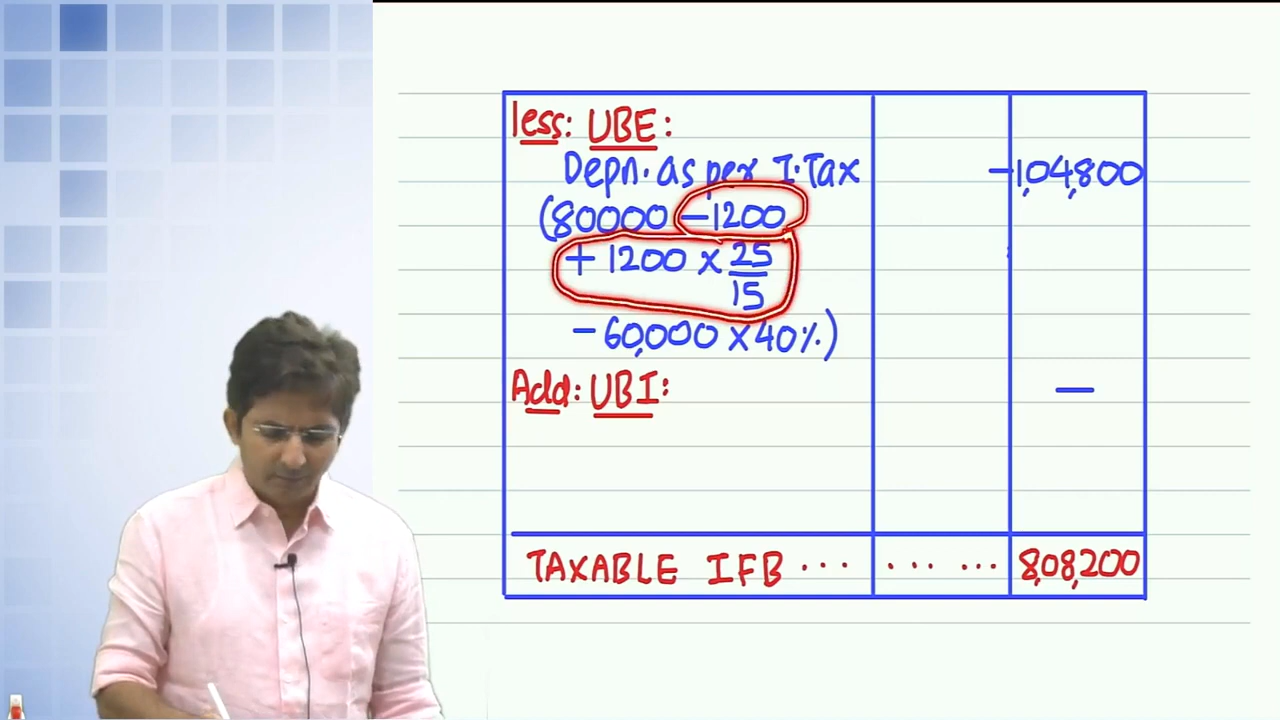 less: UBE:
Depn. as per I.Tax -1,04,800
(80000 -1200
+ 1200 × 25/15
- 60,000 × 40%)
Add: UBI: —
TAXABLE IFB ... ... ... 8,08,200